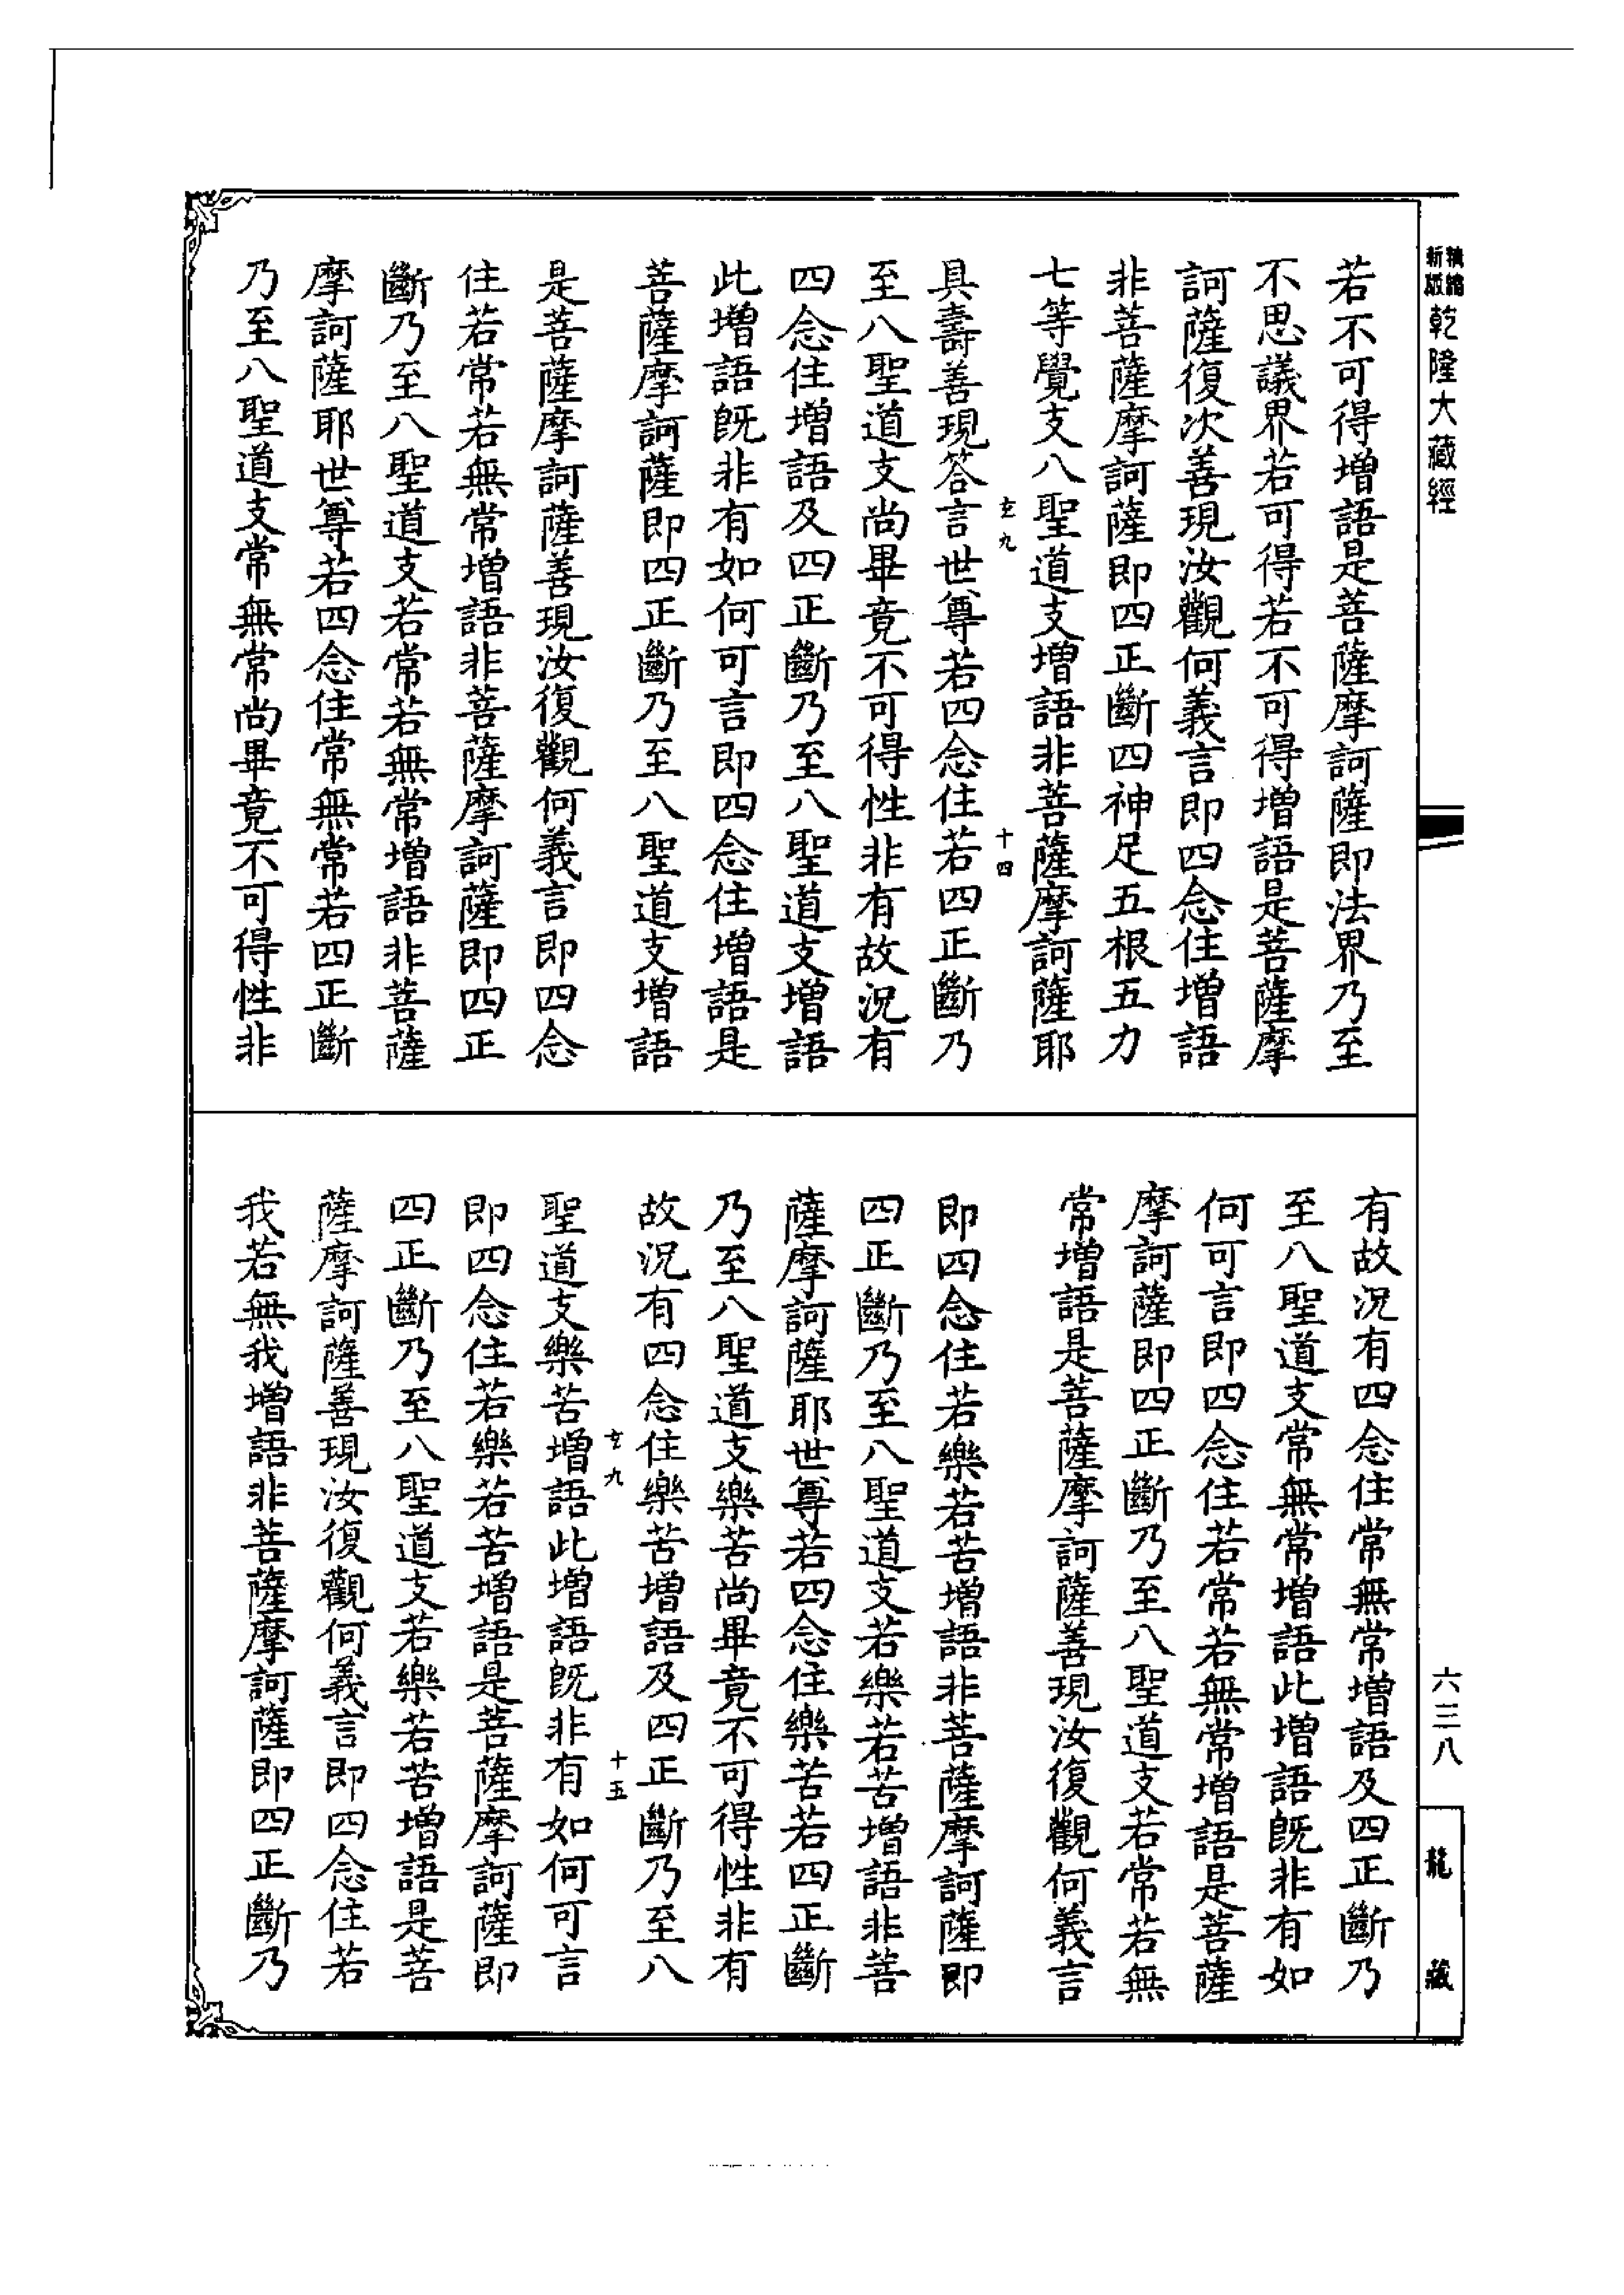 新版精縮乾隆大藏經
若不可得增語是菩薩摩訶薩即法界乃至
不思議界若可得若不可得增語是菩薩摩
訶薩復次善現汝觀何義言即四念住增語
非菩薩摩訶薩即四正斷四神足五根五力
七等覺支八聖道支增語非菩薩摩訶薩耶
玄九
十四
具壽善現答言世尊若四念住若四正斷乃
至八聖道支尚畢竟不可得性非有故況有
四念住增語及四正斷乃至八聖道支增語
此增語旣非有如何可言即四念住增語是
菩薩摩訶薩即四正斷乃至八聖道支增語
是菩薩摩訶薩善現汝復觀何義言即四念
住若常若無常增語非菩薩摩訶薩即四正
斷乃至八聖道支若常若無常增語非菩薩
摩訶薩耶世尊若四念住常無常若四正斷
乃至八聖道支常無常尚畢竟不可得性非
有故況有四念住常無常增語及四正斷乃
至八聖道支常無常增語此增語旣非有如
何可言即四念住若常若無常增語是菩薩
摩訶薩即四正斷乃至八聖道支若常若無
常增語是菩薩摩訶薩善現汝復觀何義言
即四念住若樂若苦增語非菩薩摩訶薩即
四正斷乃至八聖道支若樂若苦增語非菩
薩摩訶薩耶世尊若四念住樂苦若四正斷
乃至八聖道支樂苦尚畢竟不可得性非有
故況有四念住樂苦增語及四正斷乃至八
玄九
十五
聖道支樂苦增語此增語旣非有如何可言
即四念住若樂若苦增語是菩薩摩訶薩即
四正斷乃至八聖道支若樂若苦增語是菩
薩摩訶薩善現汝復觀何義言即四念住若
我若無我增語非菩薩摩訶薩即四正斷乃
六三八
龍藏